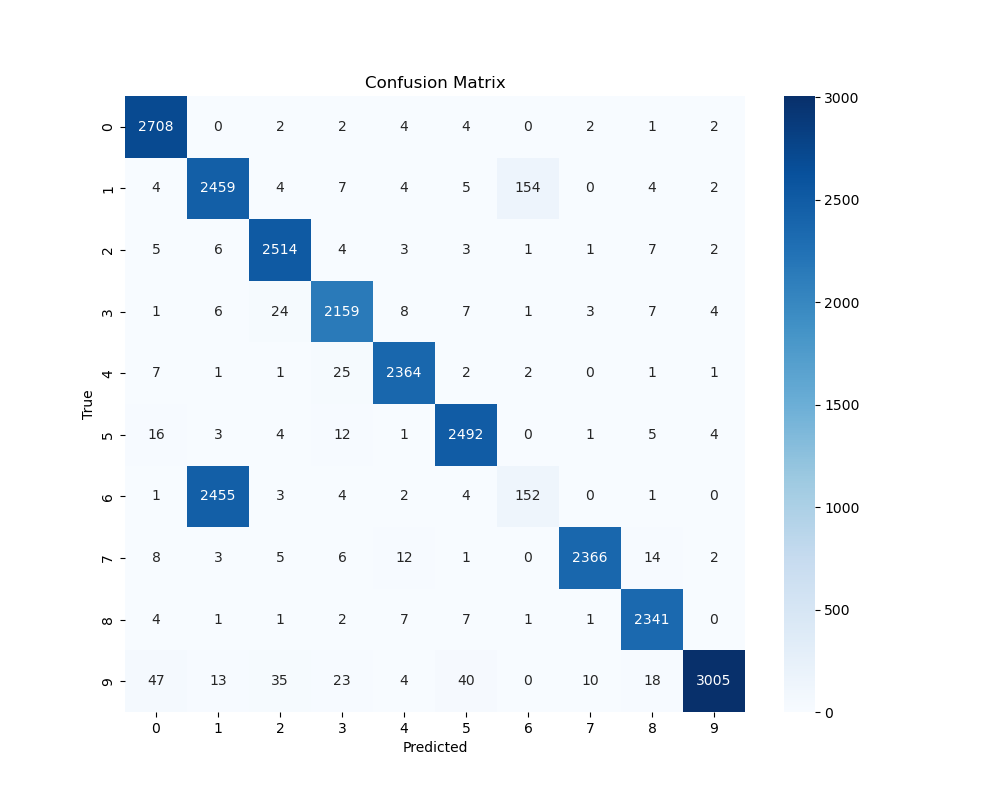 Confusion Matrix
0 2708 0 2 2 4 4 0 2 1 2
1 4 2459 4 7 4 5 154 0 4 2
2 5 6 2514 4 3 3 1 1 7 2
3 1 6 24 2159 8 7 1 3 7 4
4 7 1 1 25 2364 2 2 0 1 1
5 16 3 4 12 1 2492 0 1 5 4
6 1 2455 3 4 2 4 152 0 1 0
7 8 3 5 6 12 1 0 2366 14 2
8 4 1 1 2 7 7 1 1 2341 0
9 47 13 35 23 4 40 0 10 18 3005
0 1 2 3 4 5 6 7 8 9
Predicted
True
3000
2500
2000
1500
1000
500
0